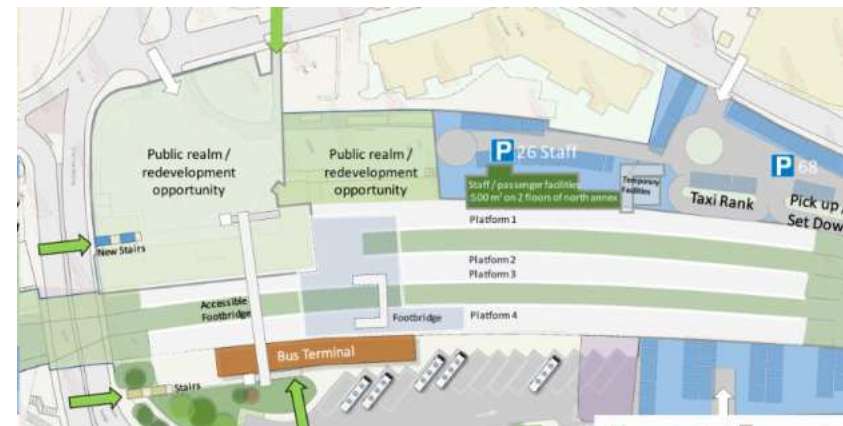 Public realm /
redevelopment
opportunity
Public realm /
redevelopment
opportunity
P 26 Staff
P 68
Staff / passenger facilities
500 m² on 2 floors of north annex
Temporary
Facilities
Taxi Rank
Pick up /
Set Down
Platform 1
New Stairs
Platform 2
Platform 3
Accessible
Footbridge
Footbridge
Platform 4
Bus Terminal
Stairs